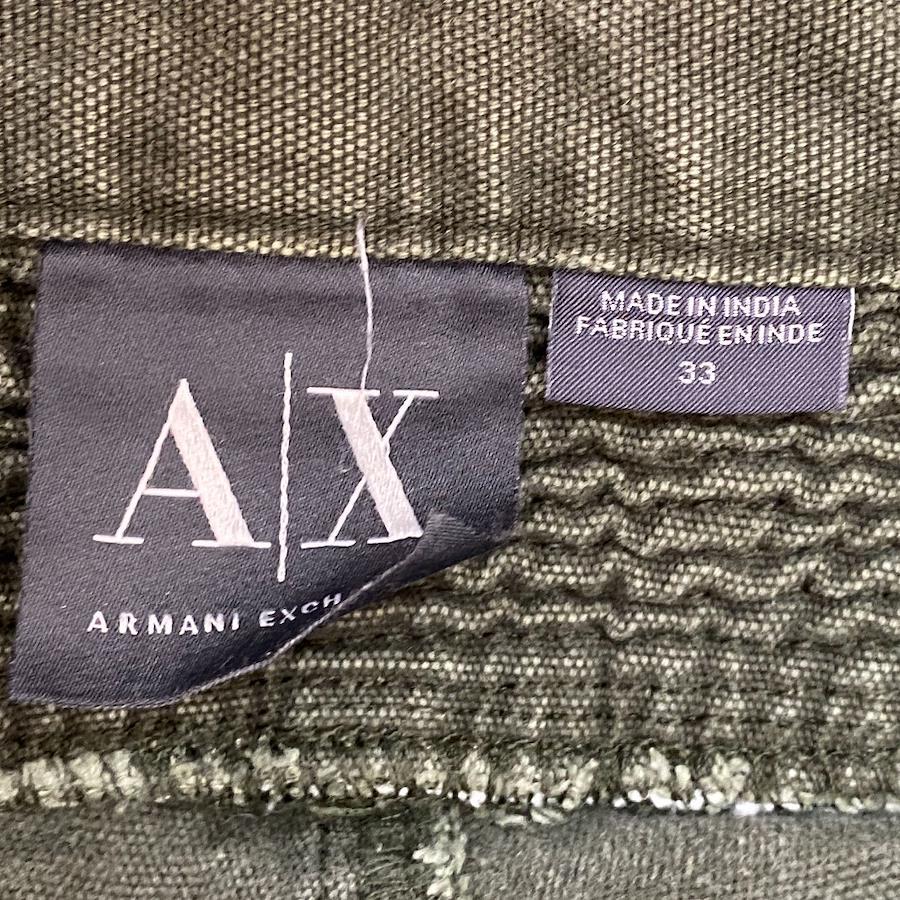 A|X
ARMANI EXCH
MADE IN INDIA
FABRIQUÉ EN INDE
33